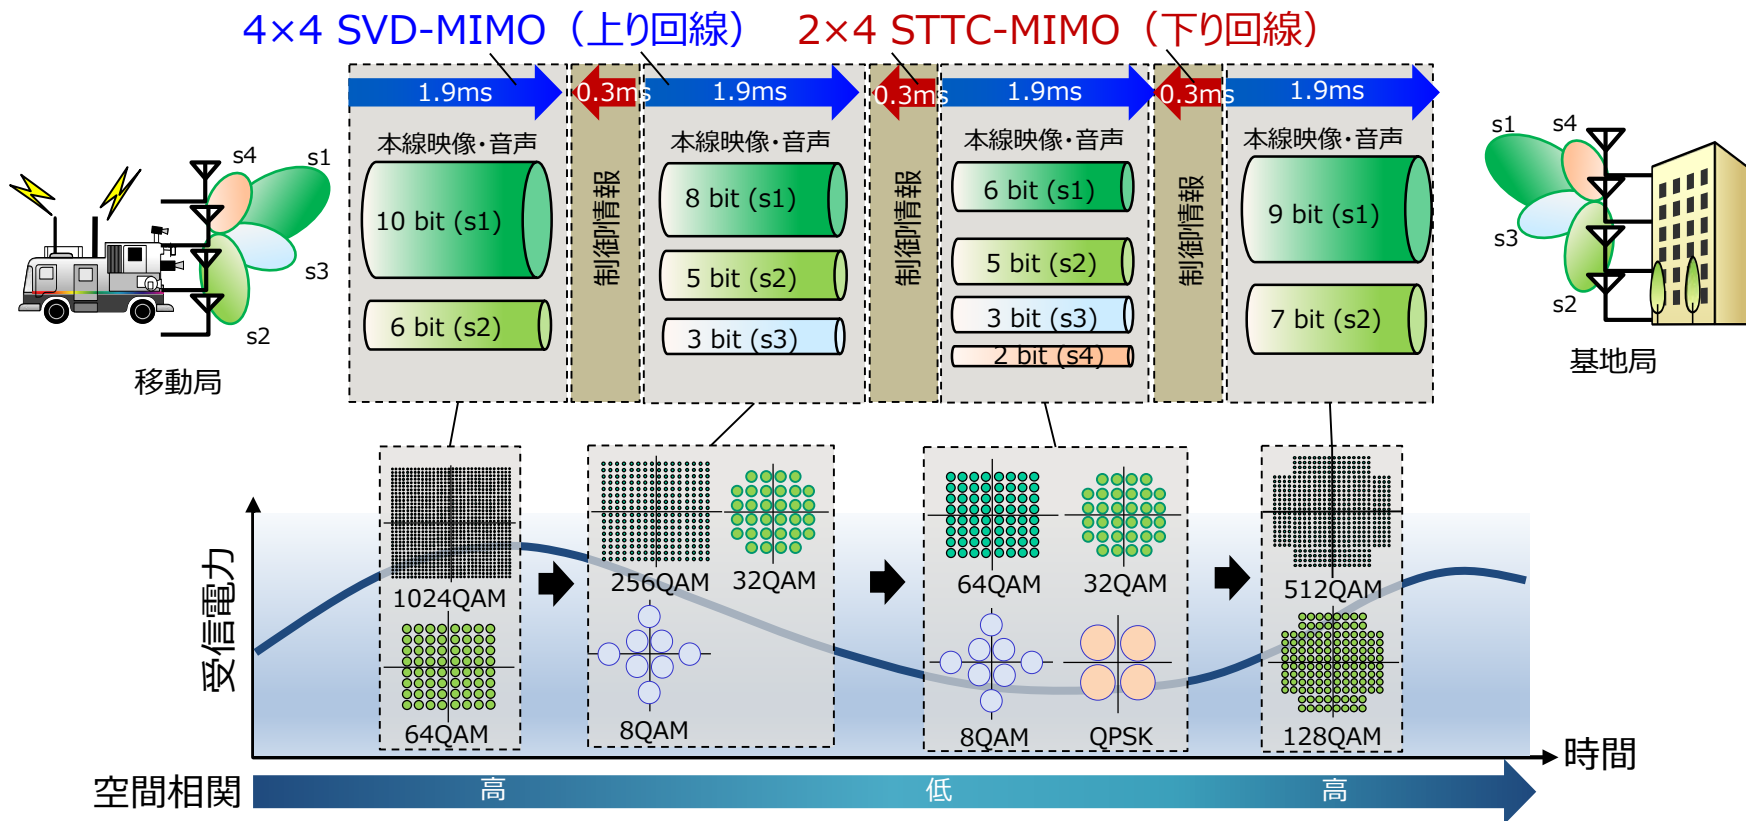 4×4 SVD-MIMO（上り回線） 2×4 STTC-MIMO（下り回線）
1.9ms 0.3ms 1.9ms 0.3ms 1.9ms 0.3ms 1.9ms
本線映像・音声 本線映像・音声 本線映像・音声 本線映像・音声
制御情報 制御情報 制御情報
s4 s1
s3
s2
移動局
10 bit (s1)
6 bit (s2)
8 bit (s1)
5 bit (s2)
3 bit (s3)
6 bit (s1)
5 bit (s2)
3 bit (s3)
2 bit (s4)
9 bit (s1)
7 bit (s2)
s1 s4
s3
s2
基地局
受信電力
1024QAM
64QAM
256QAM 32QAM
8QAM
64QAM 32QAM
8QAM QPSK
512QAM
128QAM
時間
空間相関 高 低 高